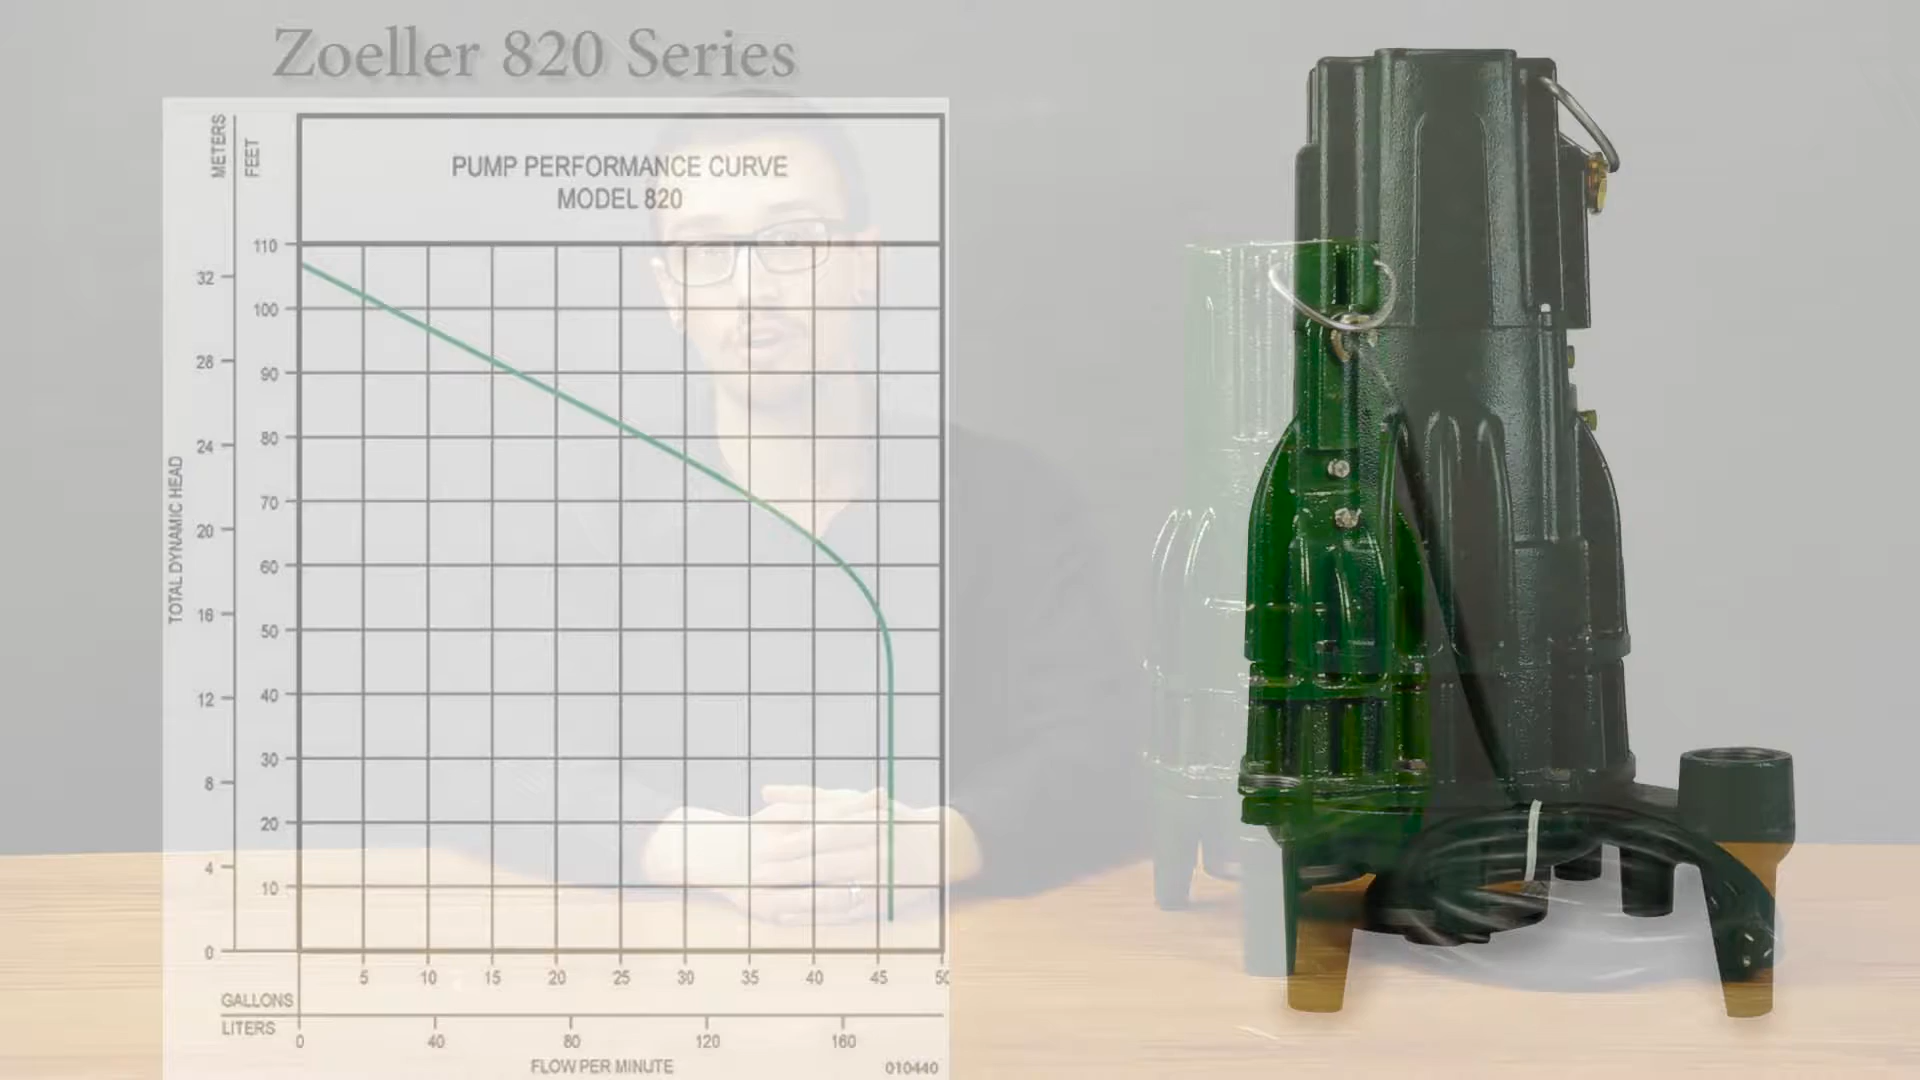 Zoeller 820 Series
PUMP PERFORMANCE CURVE
MODEL 820
METERS
FEET
TOTAL DYNAMIC HEAD
110
32
100
28
90
24
80
70
20
60
16
50
12
40
30
8
20
4
10
0
5 10 15 20 25 30 35 40 45 50
GALLONS
LITERS
0 40 80 120 160
FLOW PER MINUTE
010440